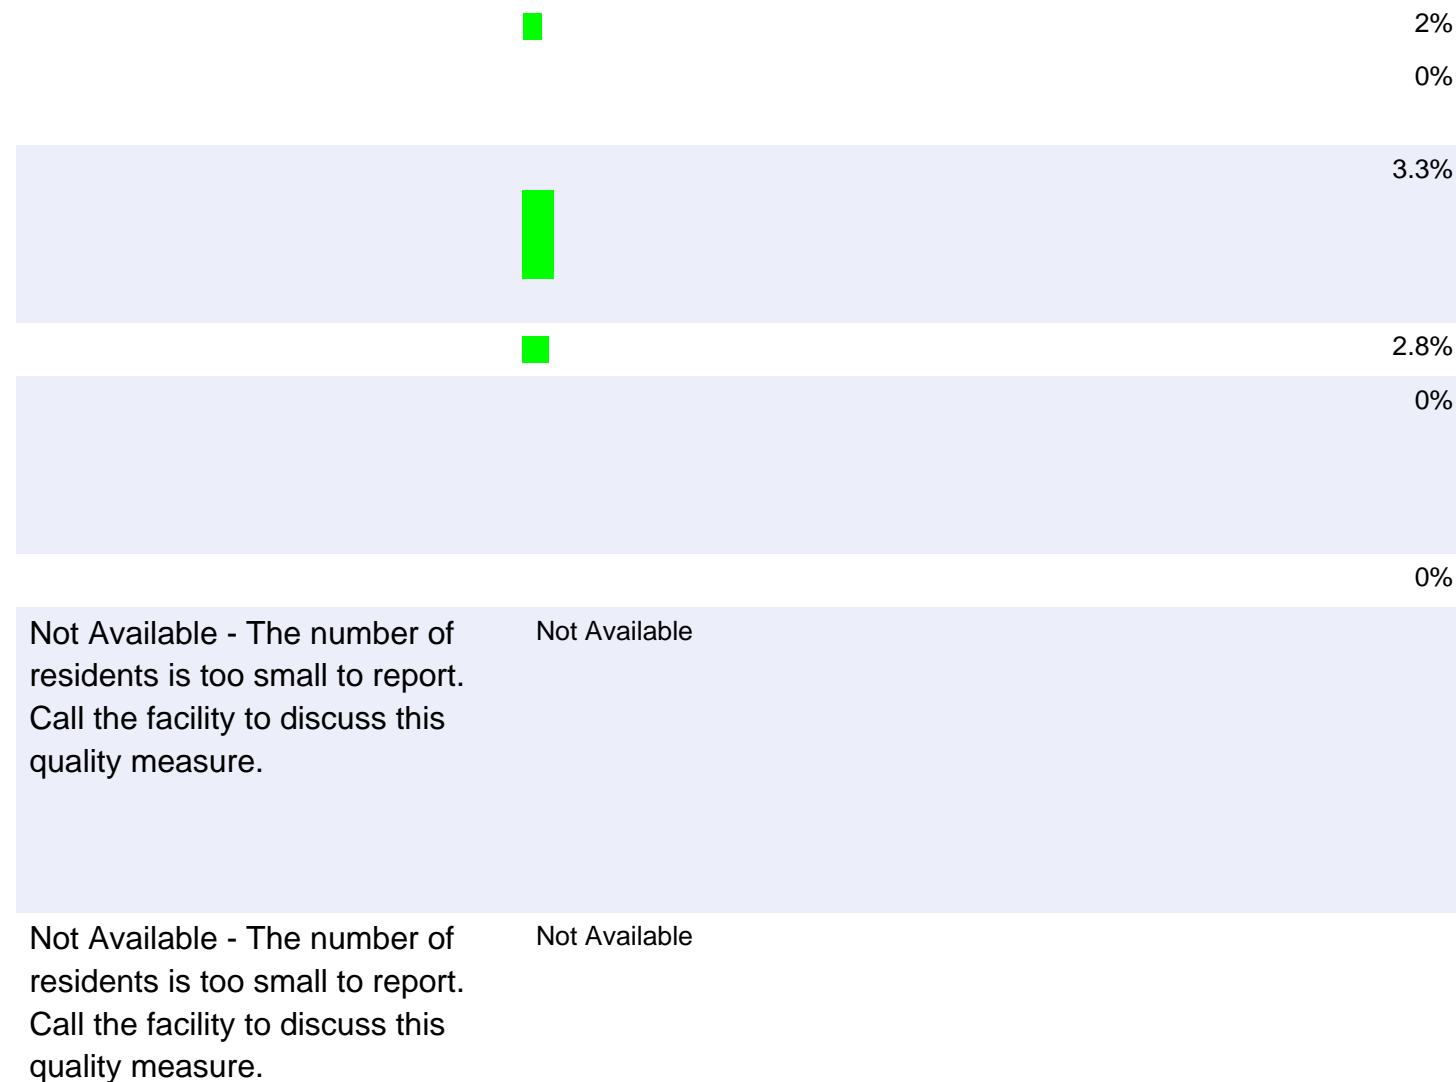 2%
0%
3.3%
2.8%
0%
0%
Not Available - The number of
residents is too small to report.
Call the facility to discuss this
quality measure.
Not Available
Not Available - The number of
residents is too small to report.
Call the facility to discuss this
quality measure.
Not Available